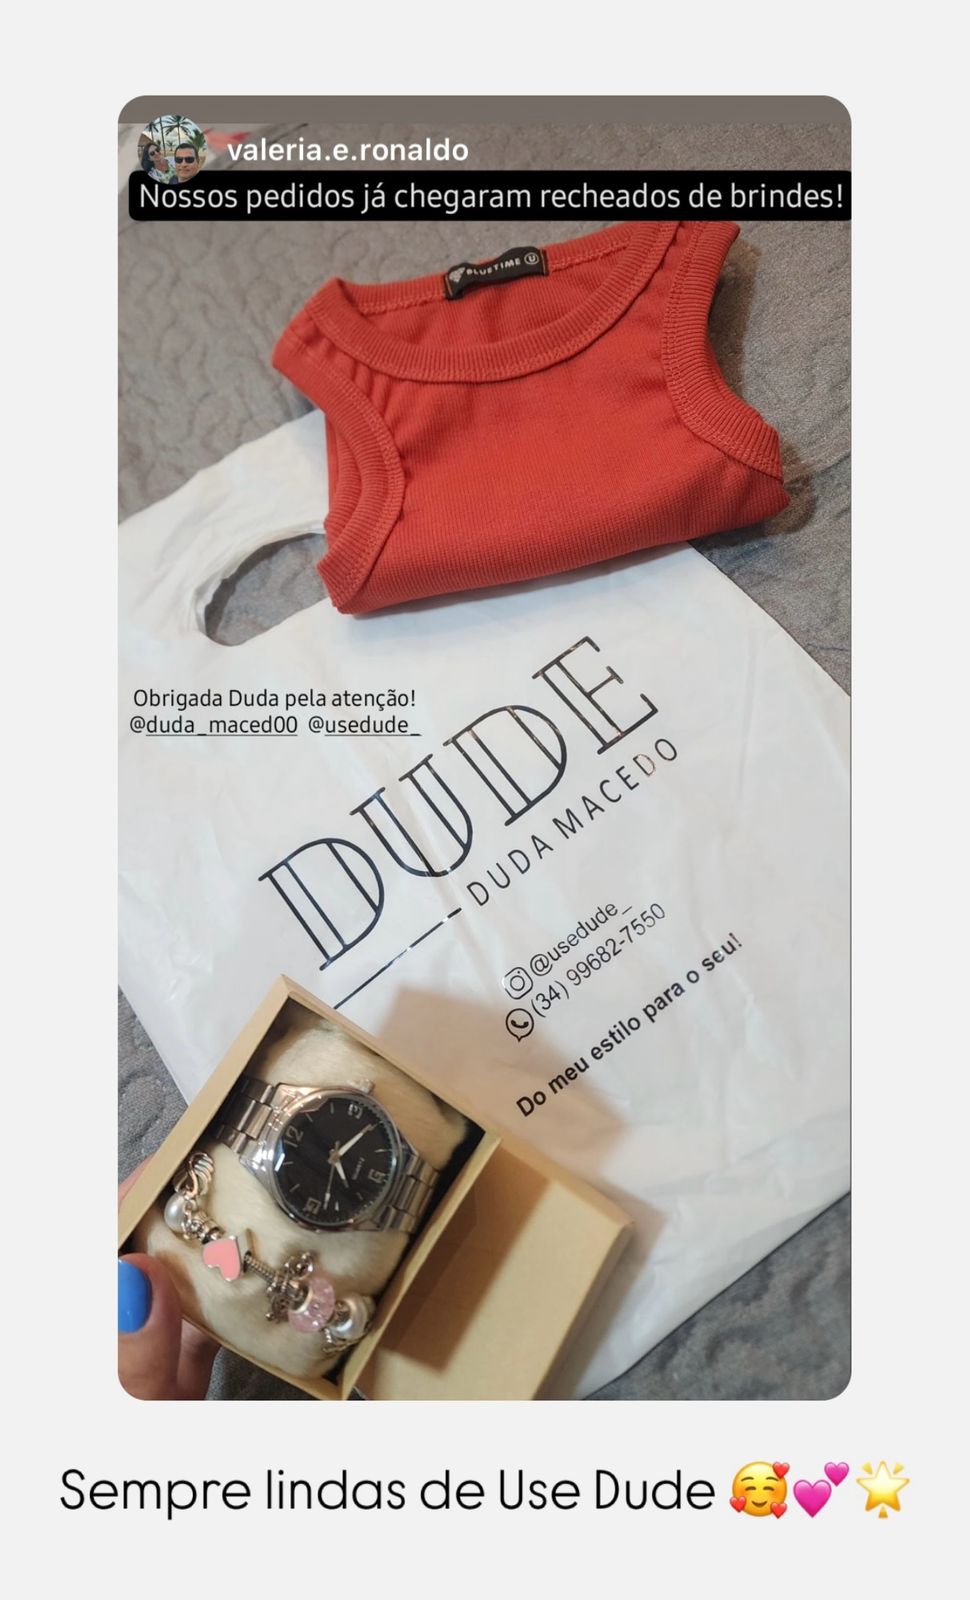 valeria.e.ronaldo
Nossos pedidos já chegaram recheados de brindes!
BLUETIME U
Obrigada Duda pela atenção!
@duda_maced00 @usedude_
DUDE
DUDA MACEDO
@usedude_
(34) 99682-7550
Do meu estilo para o seu!
12
Sempre lindas de Use Dude 🥰💕🌟